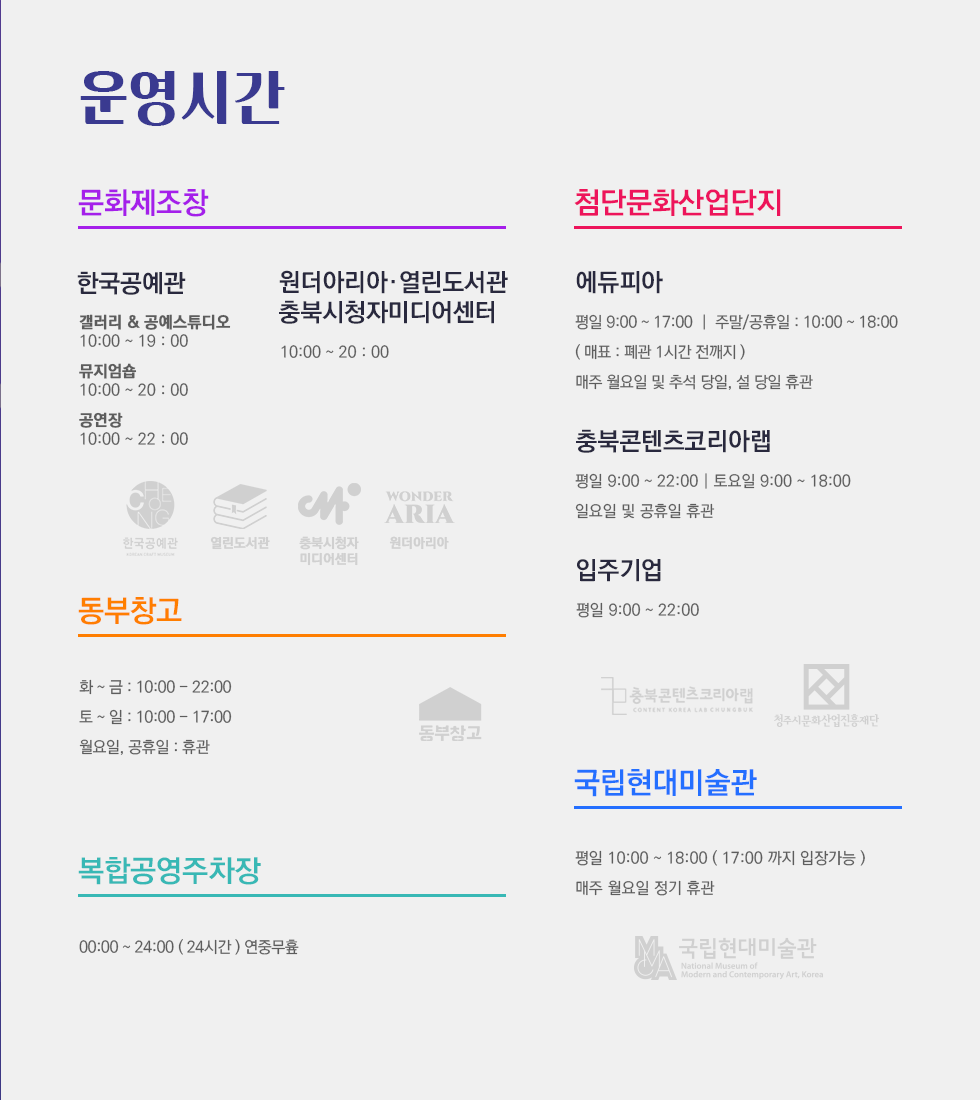 운영시간
문화제조창
한국공예관
갤러리 & 공예스튜디오
10:00 ~ 19 : 00
뮤지엄숍
10:00 ~ 20 : 00
공연장
10:00 ~ 22 : 00
원더아리아·열린도서관
충북시청자미디어센터
10:00 ~ 20 : 00
CHEONG
한국공예관
열린도서관
충북시청자
미디어센터
WONDER
ARIA
원더아리아
동부창고
화 ~ 금 : 10:00 – 22:00
토 ~ 일 : 10:00 – 17:00
월요일, 공휴일 : 휴관
동부창고
복합공영주차장
00:00 ~ 24:00 ( 24시간 ) 연중무휴
첨단문화산업단지
에듀피아
평일 9:00 ~ 17:00 | 주말/공휴일 : 10:00 ~ 18:00
( 매표 : 폐관 1시간 전까지 )
매주 월요일 및 추석 당일, 설 당일 휴관
충북콘텐츠코리아랩
평일 9:00 ~ 22:00 | 토요일 9:00 ~ 18:00
일요일 및 공휴일 휴관
입주기업
평일 9:00 ~ 22:00
충북콘텐츠코리아랩
CONTENT KOREA LAB CHUNGBUK
청주시문화산업진흥재단
국립현대미술관
평일 10:00 ~ 18:00 ( 17:00 까지 입장가능 )
매주 월요일 정기 휴관
MMCA
국립현대미술관
National Museum of
Modern and Contemporary Art, Korea